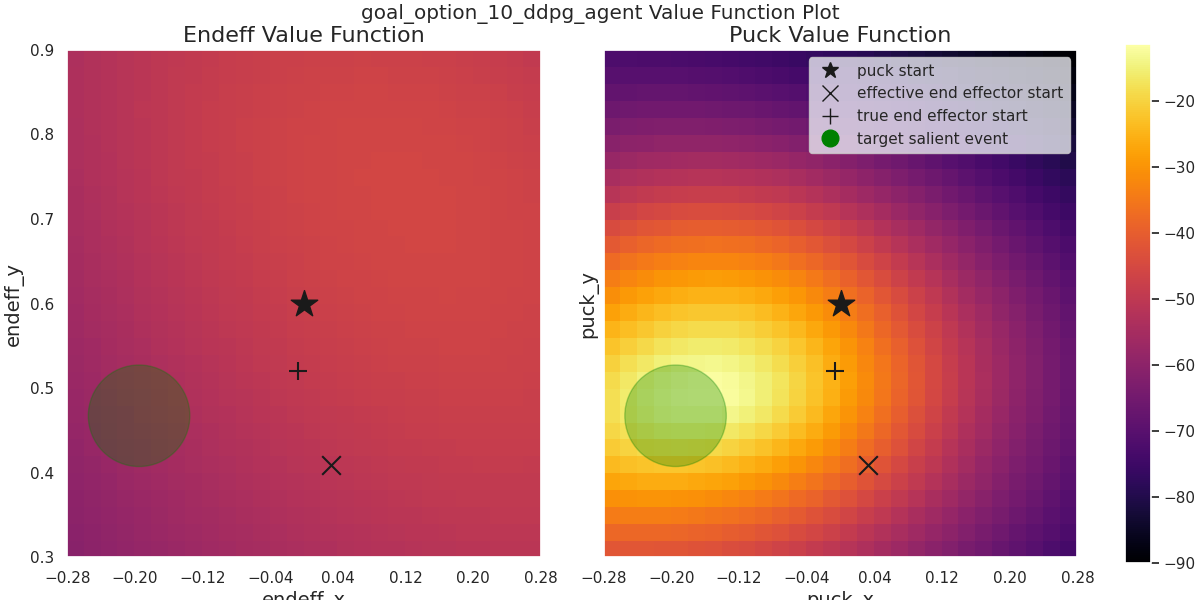 goal_option_10_ddpg_agent Value Function Plot
Endeff Value Function
Puck Value Function
puck start
effective end effector start
true end effector start
target salient event
endeff_y
0.9
0.8
0.7
0.6
0.5
0.4
0.3
−0.28 −0.20 −0.12 −0.04 0.04 0.12 0.20 0.28
endeff_x
puck_y
−0.28 −0.20 −0.12 −0.04 0.04 0.12 0.20 0.28
puck_x
−20
−30
−40
−50
−60
−70
−80
−90